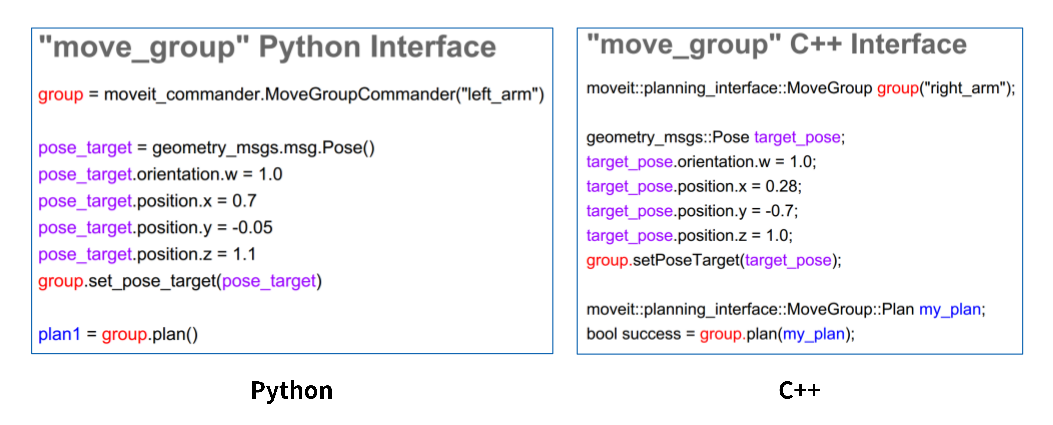 "move_group" Python Interface
group = moveit_commander.MoveGroupCommander("left_arm")
pose_target = geometry_msgs.msg.Pose()
pose_target.orientation.w = 1.0
pose_target.position.x = 0.7
pose_target.position.y = -0.05
pose_target.position.z = 1.1
group.set_pose_target(pose_target)
plan1 = group.plan()
Python
"move_group" C++ Interface
moveit::planning_interface::MoveGroup group("right_arm");
geometry_msgs::Pose target_pose;
target_pose.orientation.w = 1.0;
target_pose.position.x = 0.28;
target_pose.position.y = -0.7;
target_pose.position.z = 1.0;
group.setPoseTarget(target_pose);
moveit::planning_interface::MoveGroup::Plan my_plan;
bool success = group.plan(my_plan);
C++